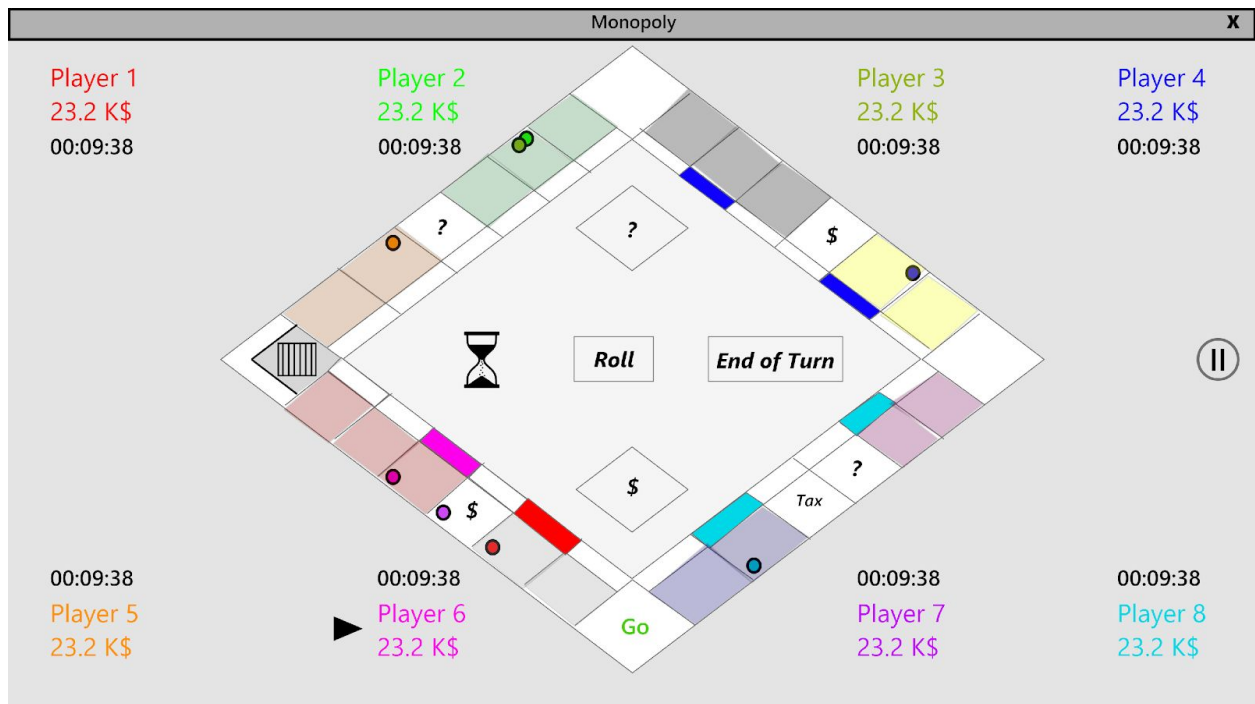 Monopoly X
Player 1
23.2 K$
00:09:38
Player 2
23.2 K$
00:09:38
Player 3
23.2 K$
00:09:38
Player 4
23.2 K$
00:09:38
?
?
$
Roll
End of Turn
$
$
?
Tax
Go
00:09:38
Player 5
23.2 K$
00:09:38
Player 6
23.2 K$
00:09:38
Player 7
23.2 K$
00:09:38
Player 8
23.2 K$